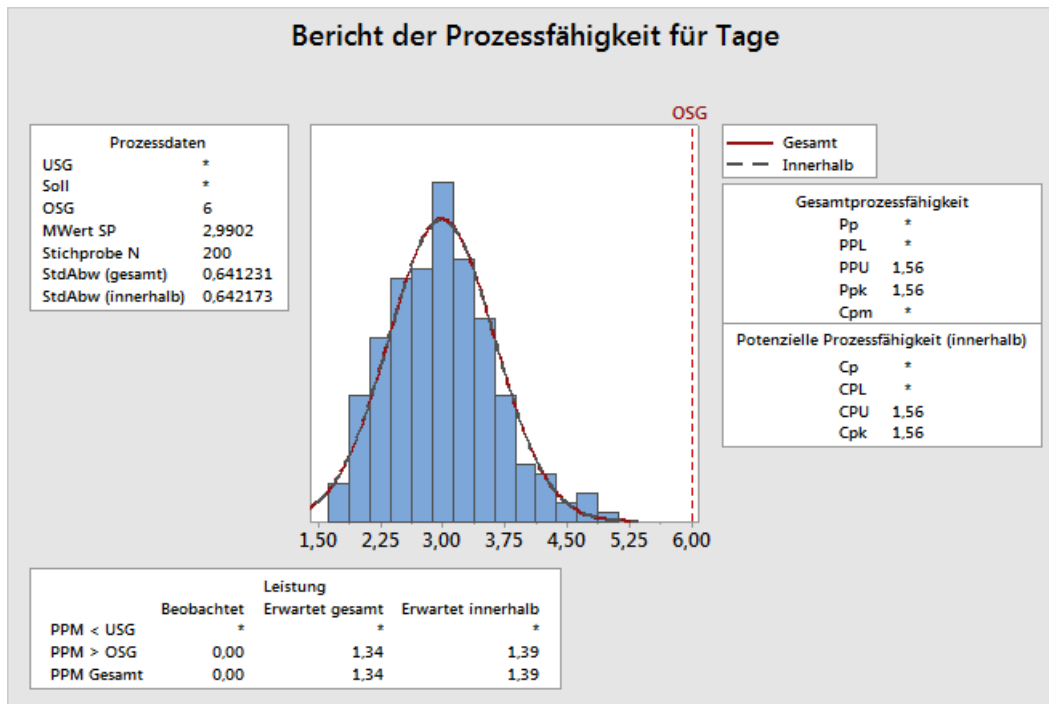 Bericht der Prozessfähigkeit für Tage
OSG
Prozessdaten
USG *
Soll *
OSG 6
MWert SP 2,9902
Stichprobe N 200
StdAbw (gesamt) 0,641231
StdAbw (innerhalb) 0,642173
Gesamt
Innerhalb
Gesamtprozessfähigkeit
Pp *
PPL *
PPU 1,56
Ppk 1,56
Cpm *
Potenzielle Prozessfähigkeit (innerhalb)
Cp *
CPL *
CPU 1,56
Cpk 1,56
1,50 2,25 3,00 3,75 4,50 5,25 6,00
Leistung
Beobachtet Erwartet gesamt Erwartet innerhalb
PPM < USG * * *
PPM > OSG 0,00 1,34 1,39
PPM Gesamt 0,00 1,34 1,39